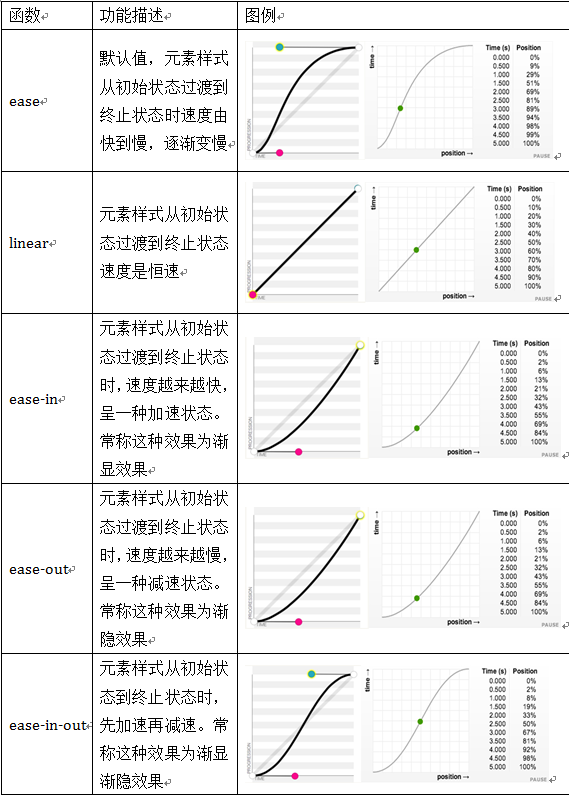 函数 功能描述 图例
ease
默认值，元素样式
从初始状态过渡到
终止状态时速度由
快到慢，逐渐变慢
PROGRESSION
TIME
time →
position →
Time (s) Position
0.000 0%
0.500 9%
1.000 29%
1.500 51%
2.000 69%
2.500 81%
3.000 89%
3.500 94%
4.000 98%
4.500 99%
5.000 100%
PAUSE
linear
元素样式从初始状
态过渡到终止状态
速度是恒速
PROGRESSION
TIME
time →
position →
Time (s) Position
0.000 0%
0.500 10%
1.000 20%
1.500 30%
2.000 40%
2.500 50%
3.000 60%
3.500 70%
4.000 80%
4.500 90%
5.000 100%
PAUSE
ease-in
元素样式从初始状
态过渡到终止状态
时，速度越来越快，
呈一种加速状态。
常称这种效果为渐
显效果
PROGRESSION
TIME
time →
position →
Time (s) Position
0.000 0%
0.500 2%
1.000 6%
1.500 13%
2.000 21%
2.500 32%
3.000 43%
3.500 55%
4.000 69%
4.500 84%
5.000 100%
PAUSE
ease-out
元素样式从初始状
态过渡到终止状态
时，速度越来越慢，
呈一种减速状态。
常称这种效果为渐
隐效果
PROGRESSION
TIME
time →
position →
Time (s) Position
0.000 0%
0.500 2%
1.000 6%
1.500 13%
2.000 21%
2.500 32%
3.000 43%
3.500 55%
4.000 69%
4.500 84%
5.000 100%
PAUSE
ease-in-out
元素样式从初始状
态到终止状态时，
先加速再减速。常
称这种效果为渐显
渐隐效果
PROGRESSION
TIME
time →
position →
Time (s) Position
0.000 0%
0.500 2%
1.000 8%
1.500 19%
2.000 33%
2.500 50%
3.000 67%
3.500 81%
4.000 92%
4.500 98%
5.000 100%
PAUSE